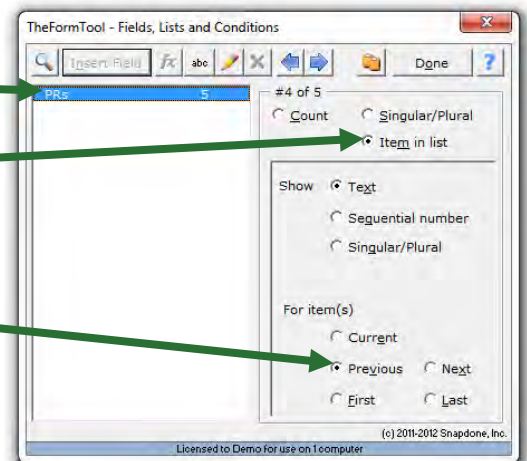 TheFormTool - Fields, Lists and Conditions
Insert Field fx abc Done ?
PRs 5
#4 of 5
Count Singular/Plural
Item in list
Show Text
Sequential number
Singular/Plural
For item(s)
Current
Previous Next
First Last
(c) 2011-2012 Snapdone, Inc.
Licensed to Demo for use on 1 computer